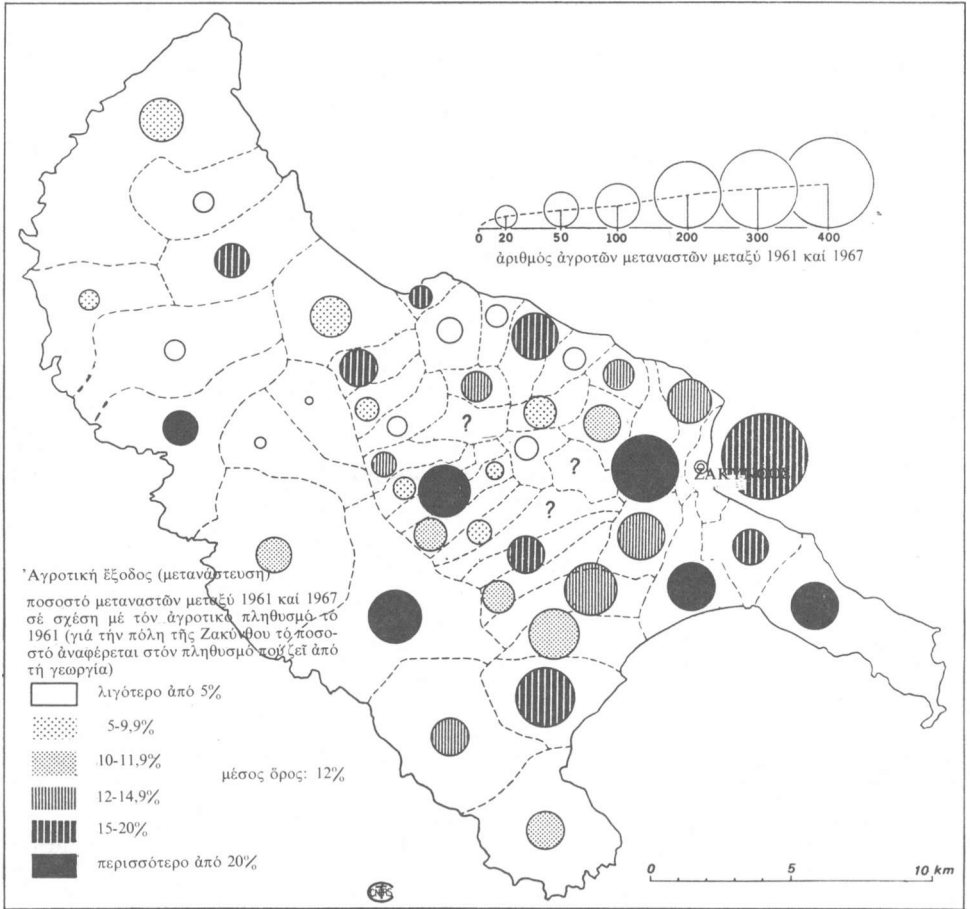 0 20 50 100 200 300 400
ἀριθμός ἀγροτῶν μεταναστῶν μεταξύ 1961 καί 1967
?
?
ΖΑΚΥΝΘΟΣ
?
Ἀγροτική ἔξοδος (μετανάστευση)
ποσοστό μεταναστῶν μεταξύ 1961 καί 1967
σέ σχέση μέ τόν ἀγροτικό πληθυσμό τό
1961 (γιά τήν πόλη τῆς Ζακύνθου τό ποσο-
στό ἀναφέρεται στόν πληθυσμό πού ζεῖ ἀπό
τή γεωργία)
λιγότερο ἀπό 5%
5-9,9%
10-11,9%
μέσος ὅρος: 12%
12-14,9%
15-20%
περισσότερο ἀπό 20%
0 5 10 km